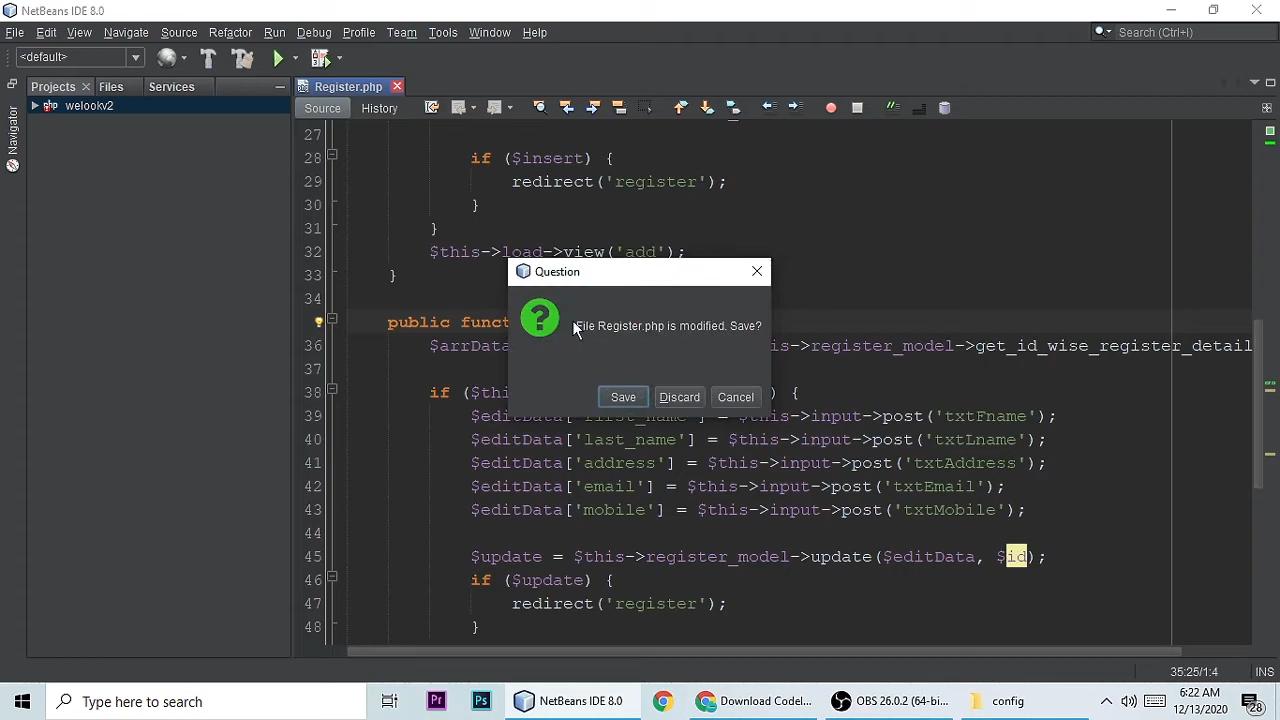 NetBeans IDE 8.0
File Edit View Navigate Source Refactor Run Debug Profile Team Tools Window Help
Search (Ctrl+I)
<default>
Projects Files Services
Register.php
welookv2
Navigator
Source History
27
28 if ($insert) {
29 redirect('register');
30 }
31 }
32 $this->load->view('add');
33 }
34
public funct
36 $arrData his->register_model->get_id_wise_register_detail
37
38 if ($thi ) {
39 $editData['first_name'] = $this->input->post('txtFname');
40 $editData['last_name'] = $this->input->post('txtLname');
41 $editData['address'] = $this->input->post('txtAddress');
42 $editData['email'] = $this->input->post('txtEmail');
43 $editData['mobile'] = $this->input->post('txtMobile');
44
45 $update = $this->register_model->update($editData, $id);
46 if ($update) {
47 redirect('register');
48 }
Question
File Register.php is modified. Save?
Save Discard Cancel
35:25/1:4 INS
Type here to search
Pr
Ps
NetBeans IDE 8.0
Download CodeI...
OBS 26.0.2 (64-bi...
config
6:22 AM
12/13/2020
28